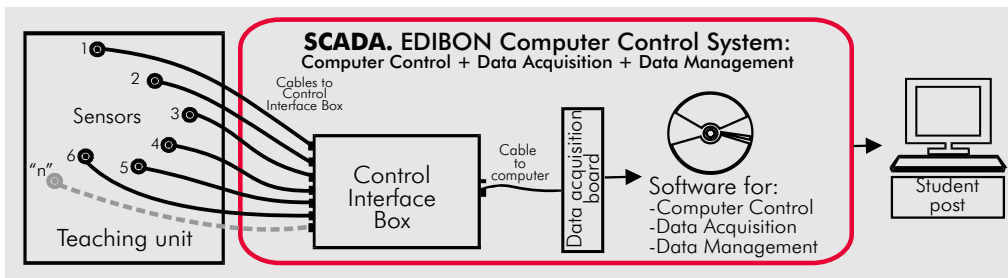 SCADA. EDIBON Computer Control System:
Computer Control + Data Acquisition + Data Management
1
2
3
4
5
6
“n”
Sensors
Teaching unit
Cables to
Control
Interface Box
Control
Interface
Box
Cable
to
computer
Data acquisition
board
Software for:
-Computer Control
-Data Acquisition
-Data Management
Student
post